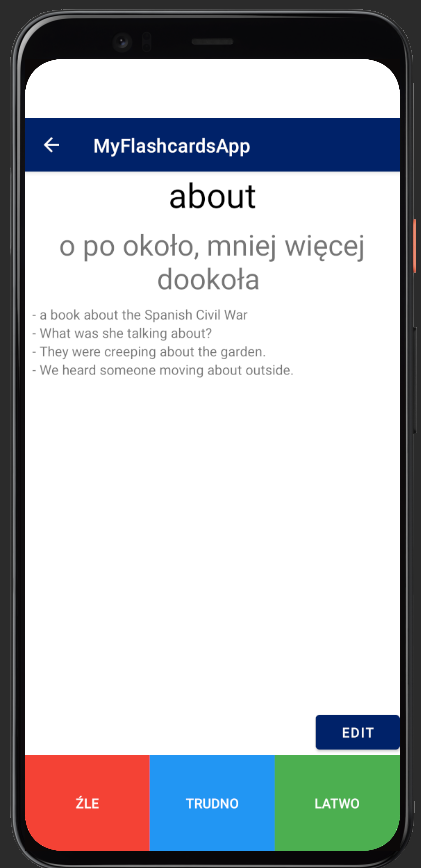 MyFlashcardsApp
about
o po około, mniej więcej
dookoła
- a book about the Spanish Civil War
- What was she talking about?
- They were creeping about the garden.
- We heard someone moving about outside.
EDIT
ŹLE
TRUDNO
LATWO